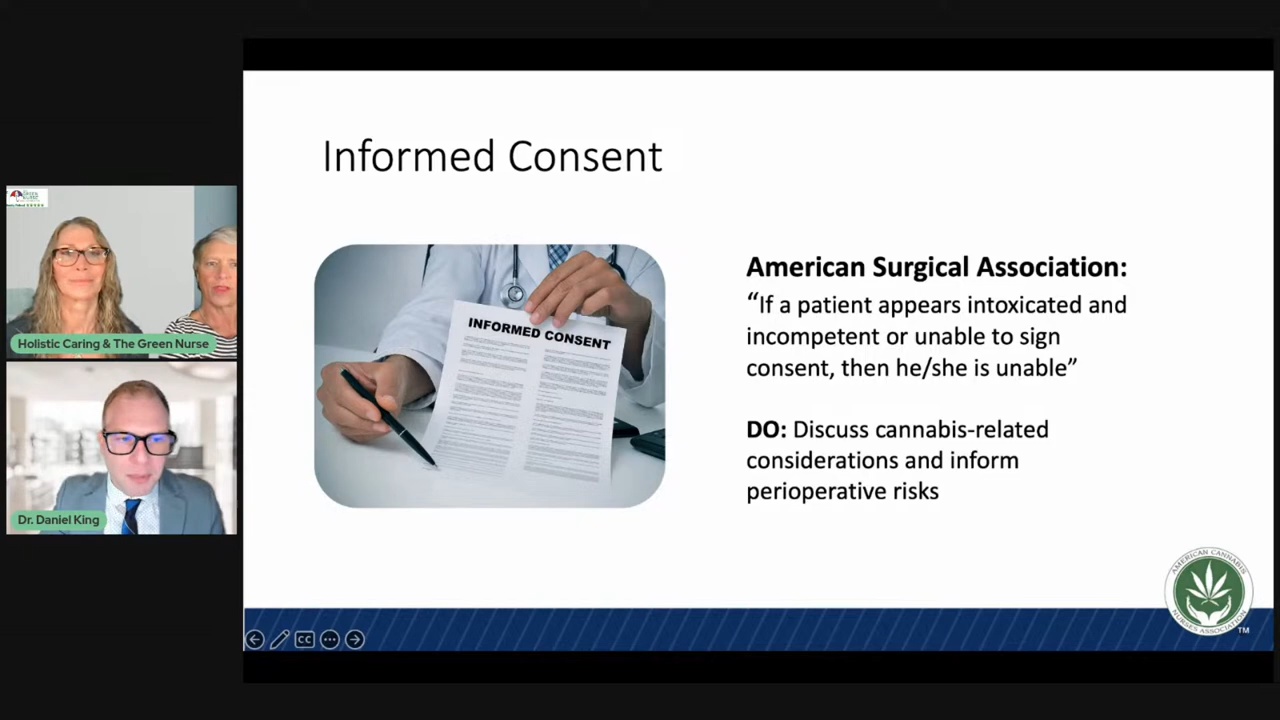 Informed Consent
INFORMED CONSENT
American Surgical Association:
“If a patient appears intoxicated and
incompetent or unable to sign
consent, then he/she is unable”
DO: Discuss cannabis-related
considerations and inform
perioperative risks
Holistic Caring & The Green Nurse
Dr. Daniel King
AMERICAN CANNABIS
NURSES ASSOCIATION
TM
CC